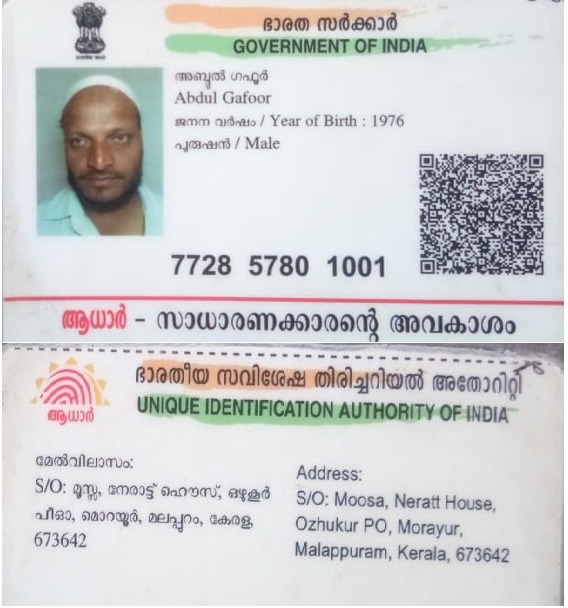 ഭാരത സർക്കാർ
GOVERNMENT OF INDIA
അബ്ദുൽ ഗഫൂർ
Abdul Gafoor
ജനന വർഷം / Year of Birth : 1976
പുരുഷൻ / Male
7728 5780 1001
ആധാർ - സാധാരണക്കാരന്റെ അവകാശം
ഭാരതീയ സവിശേഷ തിരിച്ചറിയൽ അതോറിറ്റി
UNIQUE IDENTIFICATION AUTHORITY OF INDIA
ആധാർ
മേൽവിലാസം:
S/O: മൂസ്സ, നേരാട്ട് ഹൌസ്, ഒഴുകൂർ
പീഓ, മൊറയൂർ, മലപ്പുറം, കേരള,
673642
Address:
S/O: Moosa, Neratt House,
Ozhukur PO, Morayur,
Malappuram, Kerala, 673642